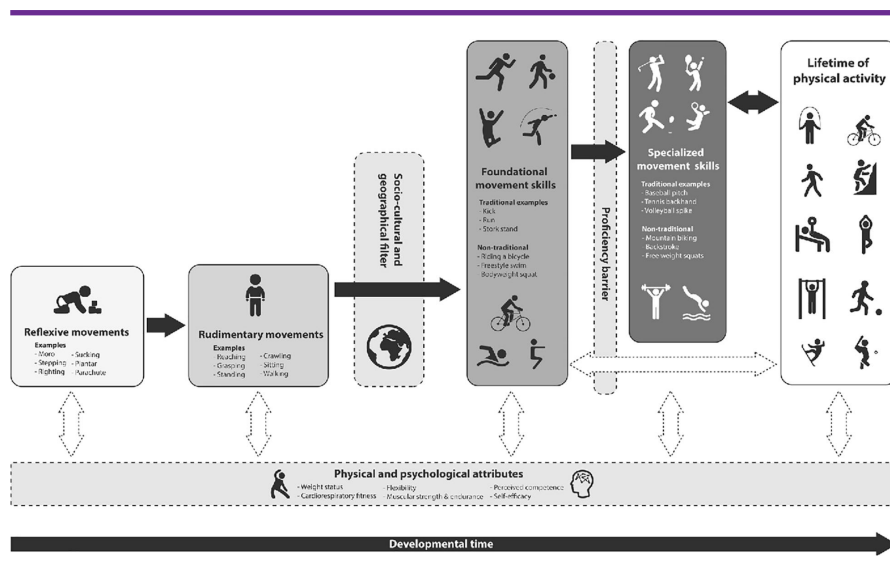 Reflexive movements
Examples
- Moro
- Stepping
- Righting
- Sucking
- Plantar
- Parachute
Rudimentary movements
Examples
- Reaching
- Grasping
- Standing
- Crawling
- Sitting
- Walking
Socio-cultural and
geographical filter
Foundational
movement skills
Traditional examples
- Kick
- Run
- Stork stand
Non-traditional
- Riding a bicycle
- Freestyle swim
- Bodyweight squat
Proficiency barrier
Specialized
movement skills
Traditional examples
- Baseball pitch
- Tennis backhand
- Volleyball spike
Non-traditional
- Mountain biking
- Backstroke
- Free weight squats
Lifetime of
physical activity
Physical and psychological attributes
- Weight status
- Cardiorespiratory fitness
- Flexibility
- Muscular strength & endurance
- Perceived competence
- Self-efficacy
Developmental time